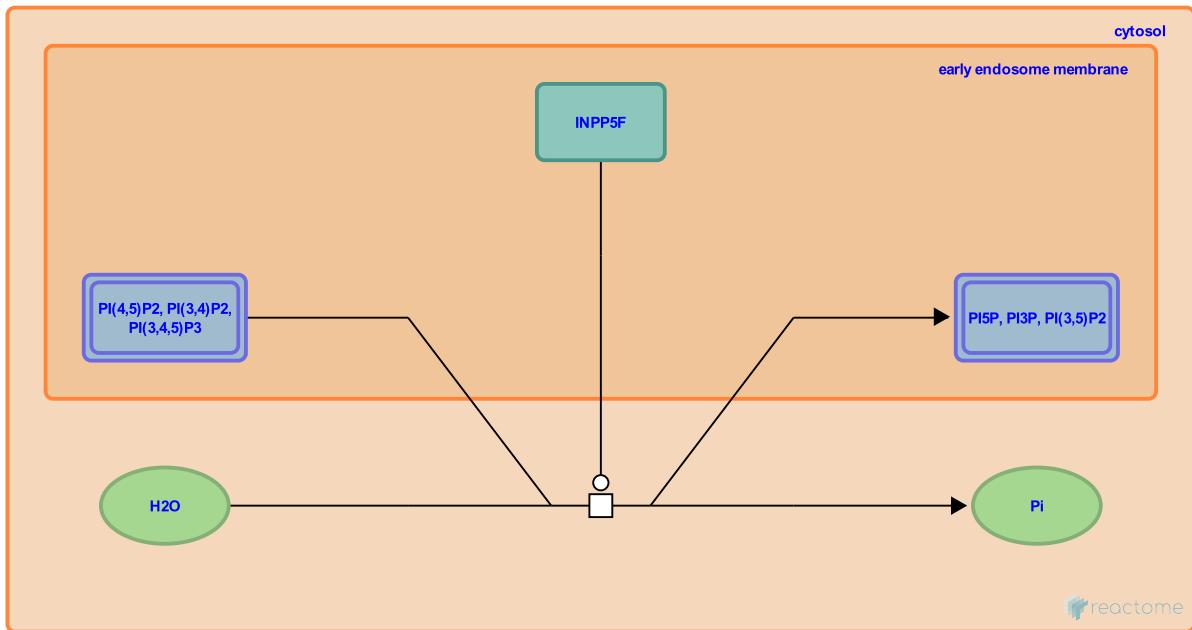 cytosol
early endosome membrane
INPP5F
PI(4,5)P2, PI(3,4)P2,
PI(3,4,5)P3
PI5P, PI3P, PI(3,5)P2
H2O
Pi
reactome